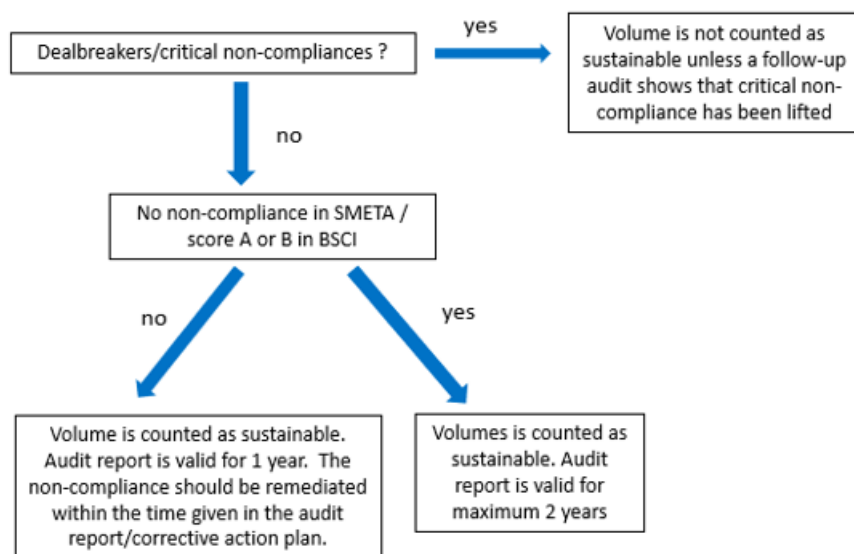 Dealbreakers/critical non-compliances ?
yes
Volume is not counted as
sustainable unless a follow-up
audit shows that critical non-
compliance has been lifted
no
No non-compliance in SMETA /
score A or B in BSCI
no
yes
Volume is counted as sustainable.
Audit report is valid for 1 year.  The
non-compliance should be remediated
within the time given in the audit
report/corrective action plan.
Volumes is counted as
sustainable. Audit
report is valid for
maximum 2 years